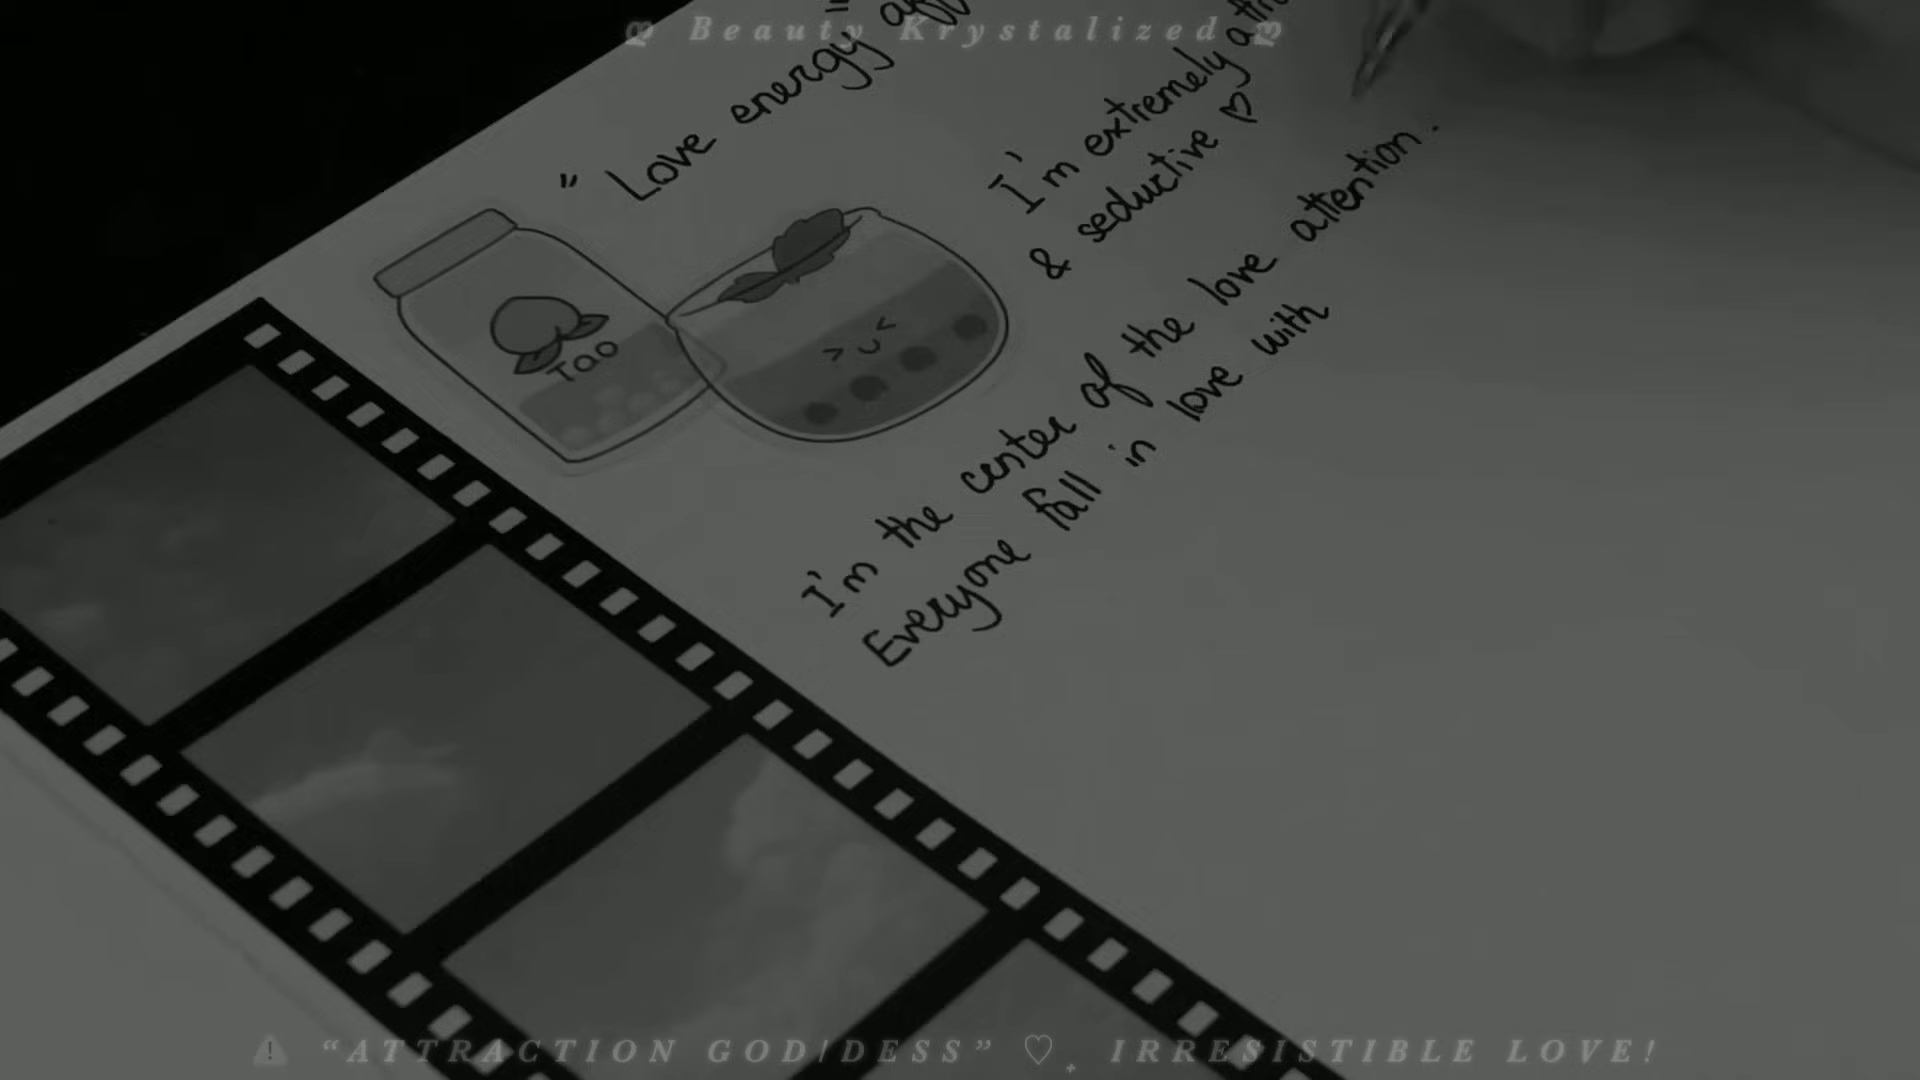 ღ Beauty Krystalized ღ
"Love energy"
I'm extremely
& seductive ♡
I'm the center of the love attention.
Everyone fall in love with
Tao
⚠ “ATTRACTION GOD/DESS” ♡ IRRESISTIBLE LOVE!